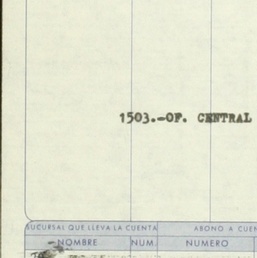 1503.-OF. CENTRAL
SUCURSAL QUE LLEVA LA CUENTA ABONO A CUEN
NOMBRE NUM. NUMERO